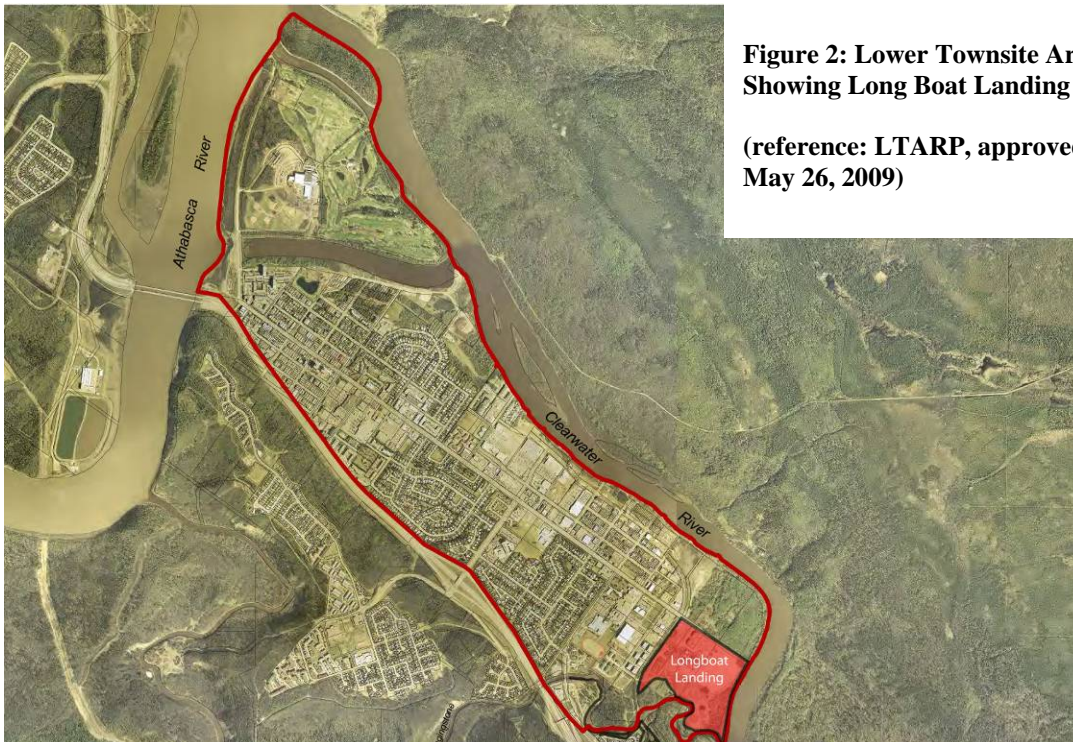 Figure 2: Lower Townsite
Showing Long Boat Landing
(reference: LTARP, approved
May 26, 2009)
Athabasca
River
Clearwater
River
Longboat
Landing